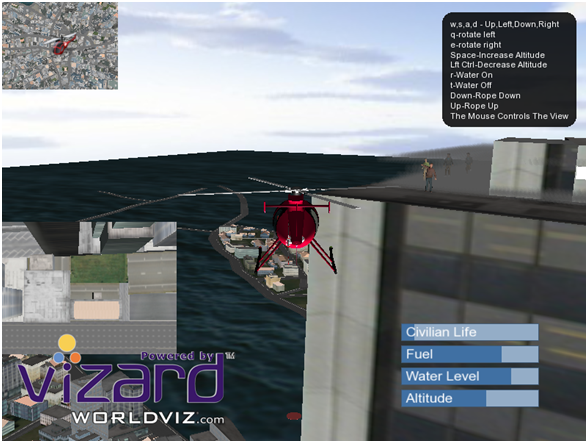 w,s,a,d - Up,Left,Down,Right
q-rotate left
e-rotate right
Space-Increase Altitude
Lft Ctrl-Decrease Altitude
r-Water On
t-Water Off
Down-Rope Down
Up-Rope Up
The Mouse Controls The View
Civilian Life
Fuel
Water Level
Altitude
Powered by ™
vizard
WORLDVIZ.com